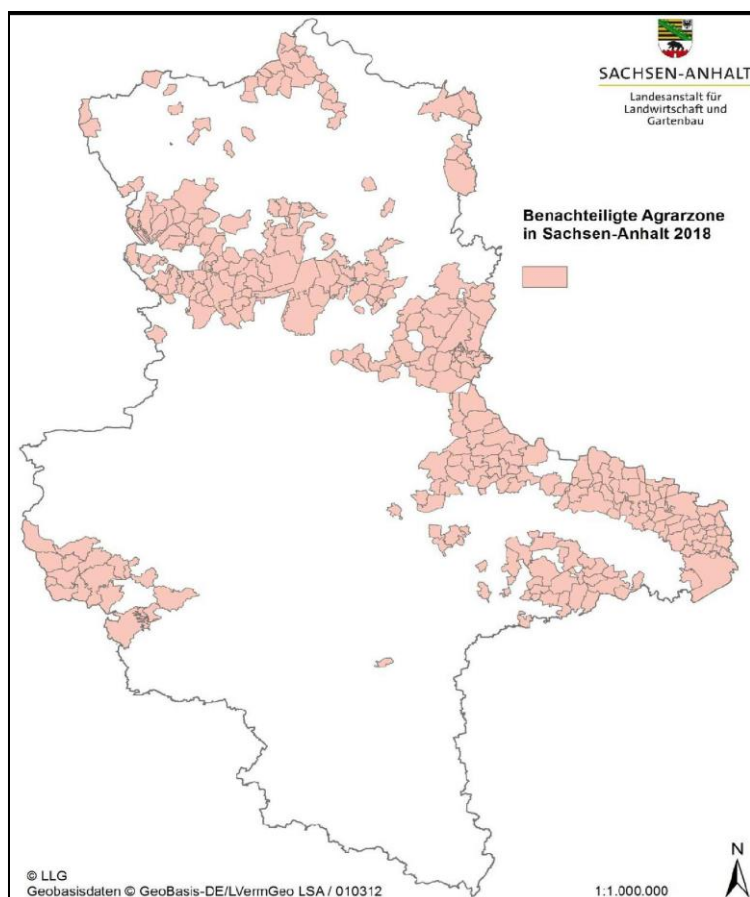 SACHSEN-ANHALT
Landesanstalt für
Landwirtschaft und
Gartenbau
Benachteiligte Agrarzone
in Sachsen-Anhalt 2018
N
© LLG
Geobasisdaten © GeoBasis-DE/LVermGeo LSA / 010312
1:1.000.000